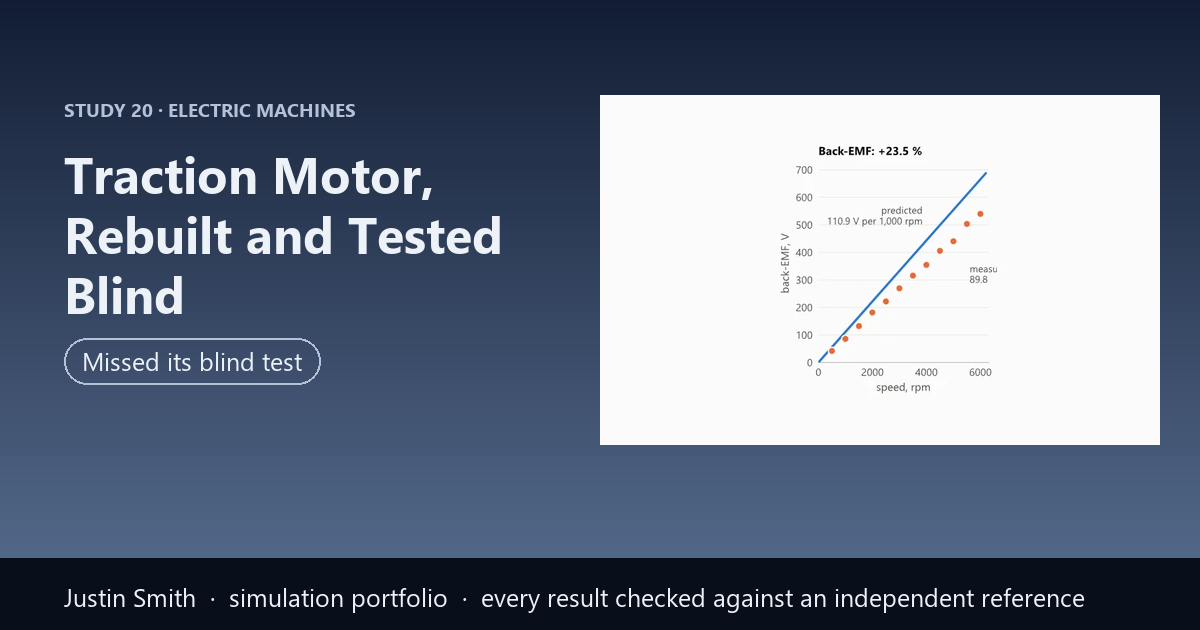 STUDY 20 · ELECTRIC MACHINES
Traction Motor,
Rebuilt and Tested
Blind
Missed its blind test
Back-EMF: +23.5 %
700
600
500
400
300
200
100
0
back-EMF, V
predicted
110.9 V per 1,000 rpm
measu
89.8
0 2000 4000 6000
speed, rpm
Justin Smith · simulation portfolio · every result checked against an independent reference